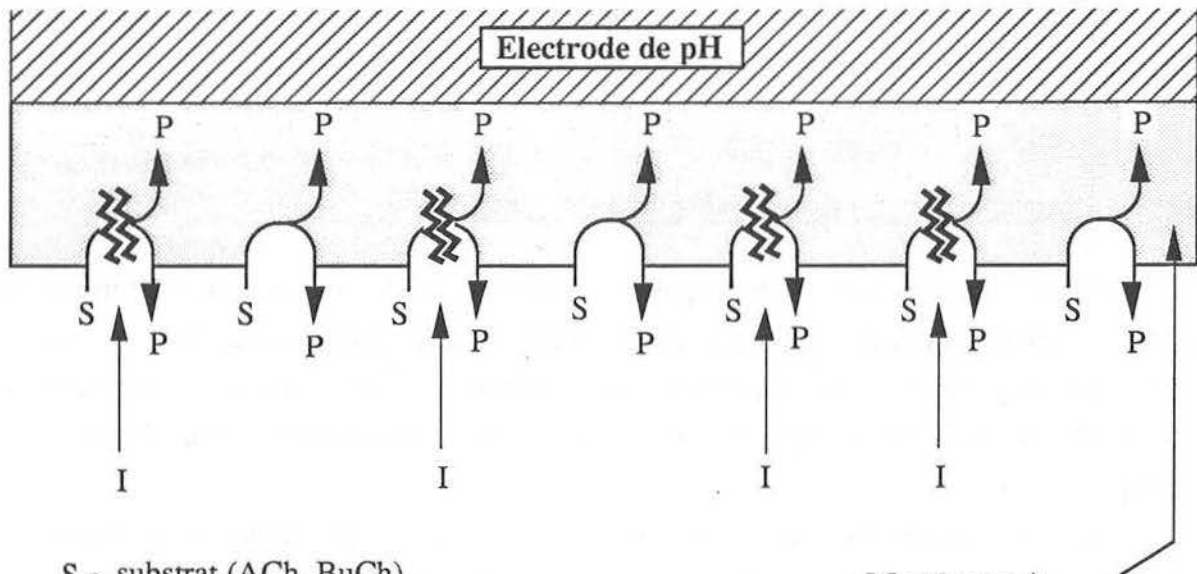 Electrode de pH
P P P P P P P
S S S S S S S
P P P P P P P
I I I I
S : substrat (ACh, BuCh)